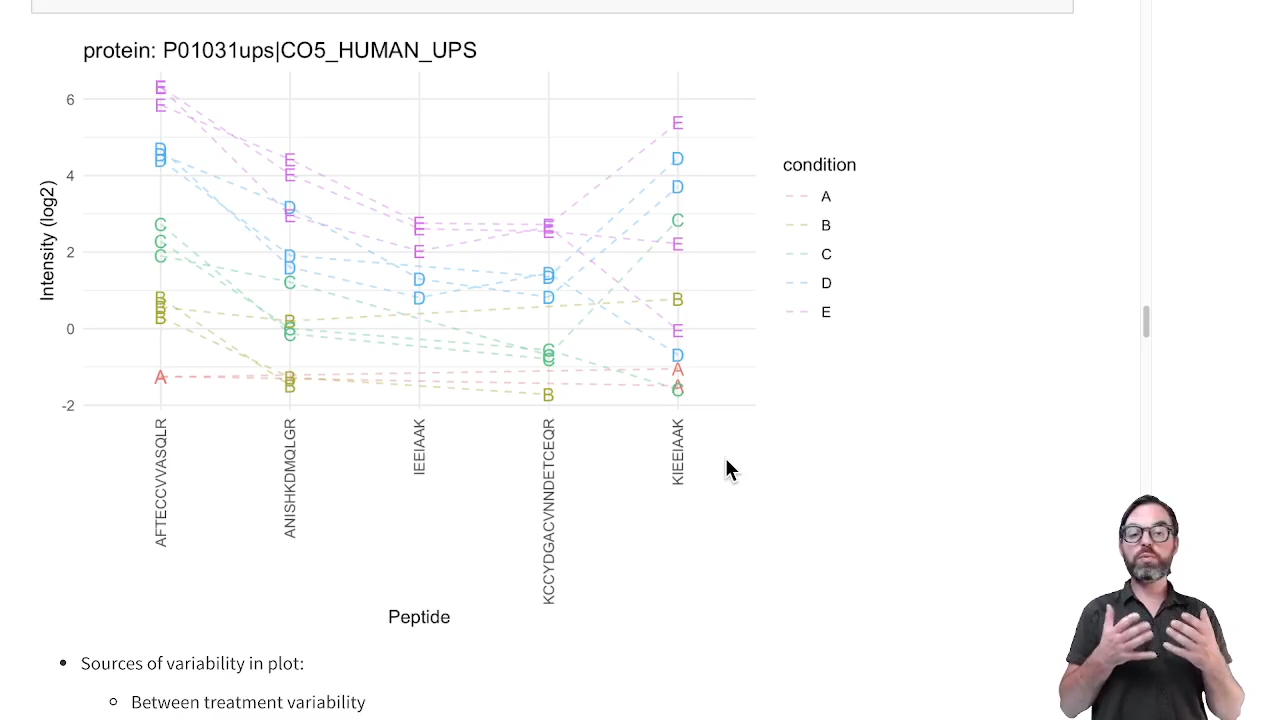 protein: P01031ups|CO5_HUMAN_UPS
6
4
2
0
-2
Intensity (log2)
E
E
D
D
D
C
C
C
B
B
B
A
E
E
E
D
D
D
C
C
C
B
B
B
E
E
E
D
D
E
E
E
D
D
D
C
C
C
B
E
D
D
C
E
B
E
D
A
A
C
AFTECCVVASQLR
ANISHKDMQLGR
IEEIAAK
KCCYDGACVNNDETCEQR
KIEEIAAK
Peptide
condition
A
B
C
D
E
• Sources of variability in plot:
Between treatment variability